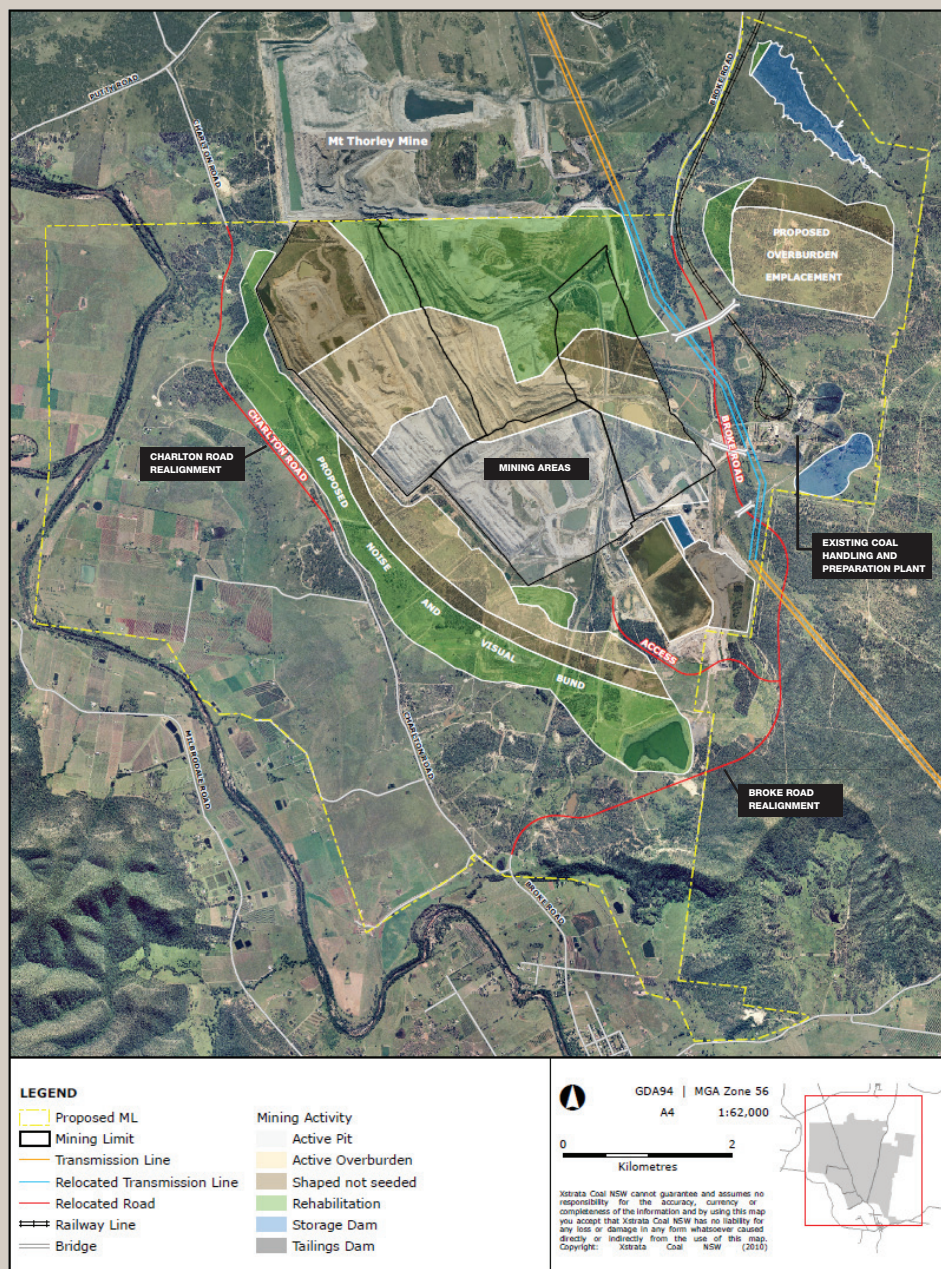 PUTTY ROAD
CHARLTON ROAD
BROKE ROAD
Mt Thorley Mine
PROPOSED
OVERBURDEN
EMPLACEMENT
CHARLTON ROAD
REALIGNMENT
CHARLTON ROAD
PROPOSED
NOISE
AND
VISUAL
BUND
MINING AREAS
BROKE ROAD
EXISTING COAL
HANDLING AND
PREPARATION PLANT
ACCESS
MILBRODALE ROAD
CHARLTON ROAD
BROKE ROAD
REALIGNMENT
BROKE ROAD
LEGEND
Proposed ML
Mining Limit
Transmission Line
Relocated Transmission Line
Relocated Road
Railway Line
Bridge
Mining Activity
Active Pit
Active Overburden
Shaped not seeded
Rehabilitation
Storage Dam
Tailings Dam
GDA94 | MGA Zone 56
A4 1:62,000
0 2
Kilometres
Xstrata Coal NSW cannot guarantee and assumes no
responsibility for the accuracy, currency or
completeness of the information and by using this map
you accept that Xstrata Coal NSW has no liability for
any loss or damage in any form whatsoever caused
directly or indirectly from the use of this map.
Copyright: Xstrata Coal NSW (2010)